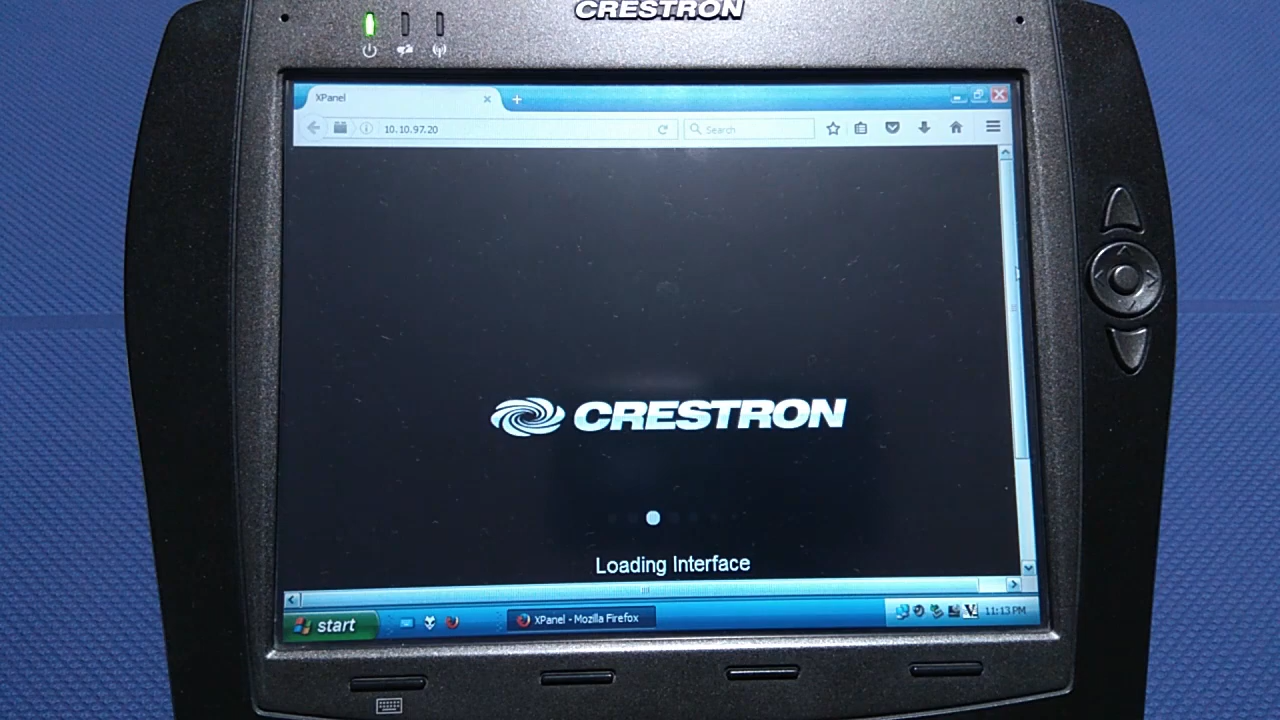 CRESTRON
XPanel
10.10.97.20
Search
CRESTRON
Loading Interface
start
XPanel - Mozilla Firefox
11:13 PM